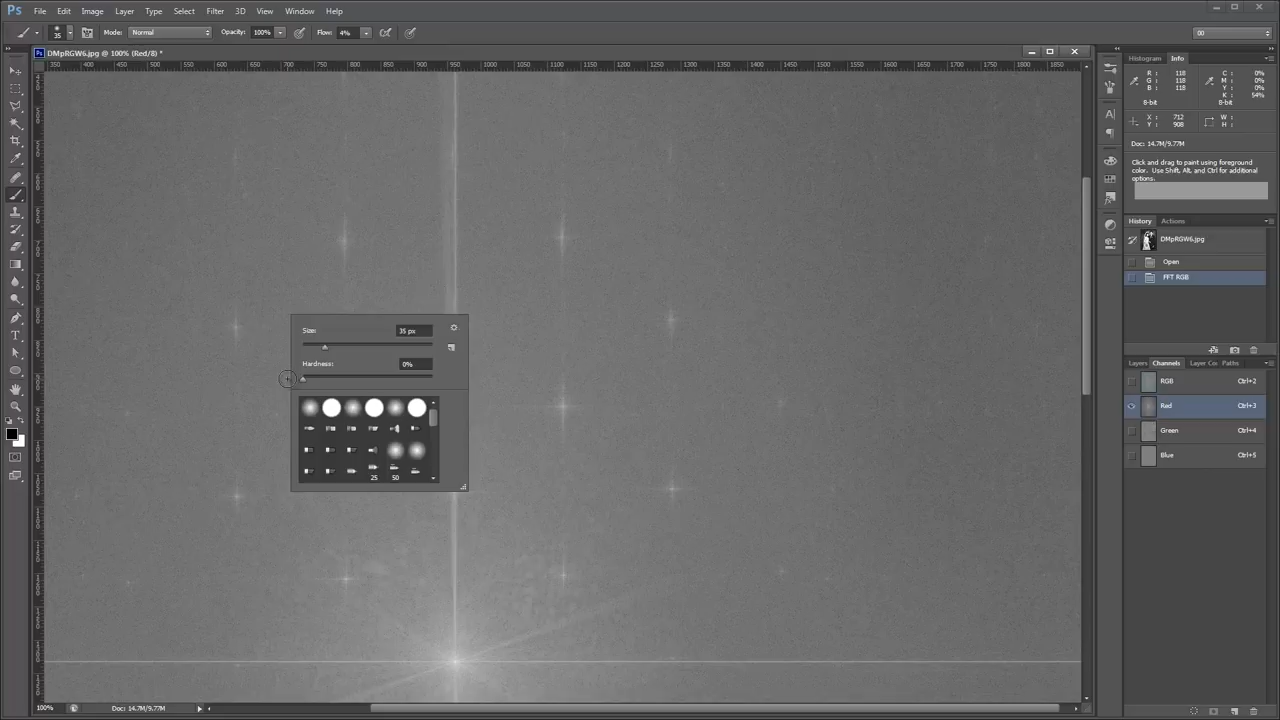 Ps File Edit Image Layer Type Select Filter 3D View Window Help
35 Mode: Normal Opacity: 100% Flow: 4% 00
DMpRGW6.jpg @ 100% (Red/8) *
350 400 450 500 550 600 650 700 750 800 850 900 950 1000 1050 1100 1150 1200 1250 1300 1350 1400 1450 1500 1550 1600 1650 1700 1750 1800 1850
Size: 35 px
Hardness: 0%
25 50
100% Doc: 14.7M/9.77M
Histogram Info
R: 118 C: 0%
G: 118 M: 0%
B: 118 Y: 0%
K: 54%
8-bit 8-bit
X: 712 W:
Y: 908 H:
Doc: 14.7M/9.77M
Click and drag to paint using foreground
color. Use Shift, Alt, and Ctrl for additional
options.
History Actions
DMpRGW6.jpg
Open
FFT RGB
Layers Channels Layer Co Paths
RGB Ctrl+2
Red Ctrl+3
Green Ctrl+4
Blue Ctrl+5